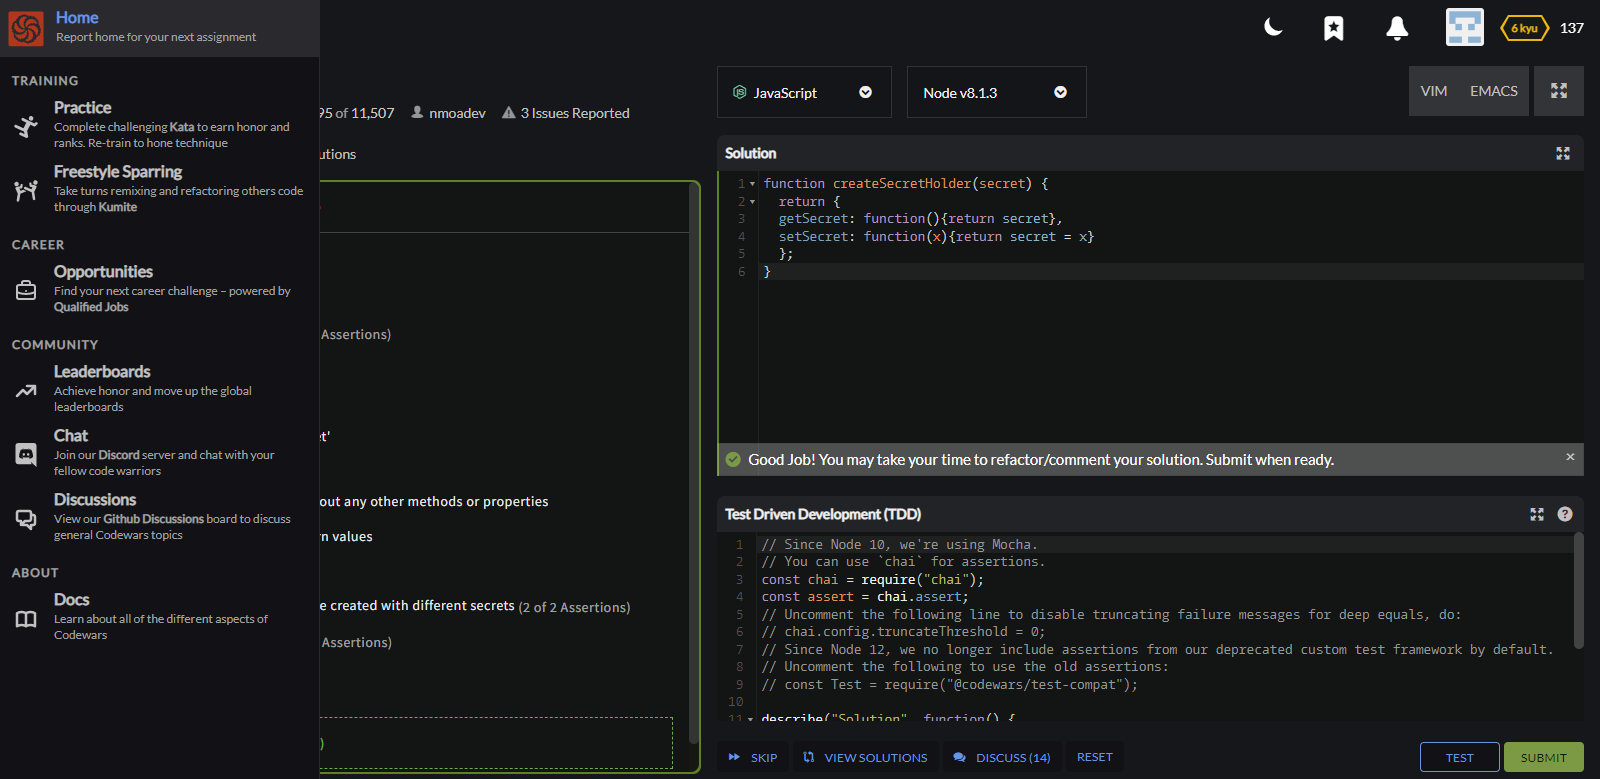 Home
Report home for your next assignment
6 kyu
137
TRAINING
Practice
Complete challenging Kata to earn honor and
ranks. Re-train to hone technique
Freestyle Sparring
Take turns remixing and refactoring others code
through Kumite
CAREER
Opportunities
Find your next career challenge – powered by
Qualified Jobs
COMMUNITY
Leaderboards
Achieve honor and move up the global
leaderboards
Chat
Join our Discord server and chat with your
fellow code warriors
Discussions
View our Github Discussions board to discuss
general Codewars topics
ABOUT
Docs
Learn about all of the different aspects of
Codewars
95 of 11,507 nmoadev 3 Issues Reported
utions
Assertions)
et'
out any other methods or properties
n values
e created with different secrets (2 of 2 Assertions)
Assertions)
)
JavaScript
Node v8.1.3
VIM EMACS
Solution
1 function createSecretHolder(secret) {
2 return {
3 getSecret: function(){return secret},
4 setSecret: function(x){return secret = x}
5 };
6 }
Good Job! You may take your time to refactor/comment your solution. Submit when ready.
Test Driven Development (TDD)
1 // Since Node 10, we're using Mocha.
2 // You can use `chai` for assertions.
3 const chai = require("chai");
4 const assert = chai.assert;
5 // Uncomment the following line to disable truncating failure messages for deep equals, do:
6 // chai.config.truncateThreshold = 0;
7 // Since Node 12, we no longer include assertions from our deprecated custom test framework by default.
8 // Uncomment the following to use the old assertions:
9 // const Test = require("@codewars/test-compat");
10
11 describe("Solution", function() {
SKIP VIEW SOLUTIONS DISCUSS (14) RESET
TEST SUBMIT